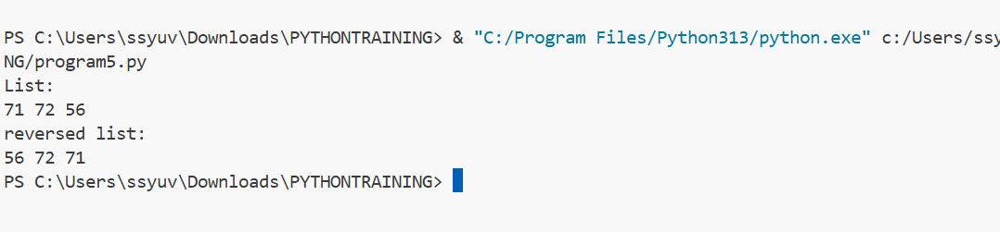 PS C:\Users\ssyuv\Downloads\PYTHONTRAINING> & "C:/Program Files/Python313/python.exe" c:/Users/ssy
NG/program5.py
List:
71 72 56
reversed list:
56 72 71
PS C:\Users\ssyuv\Downloads\PYTHONTRAINING>